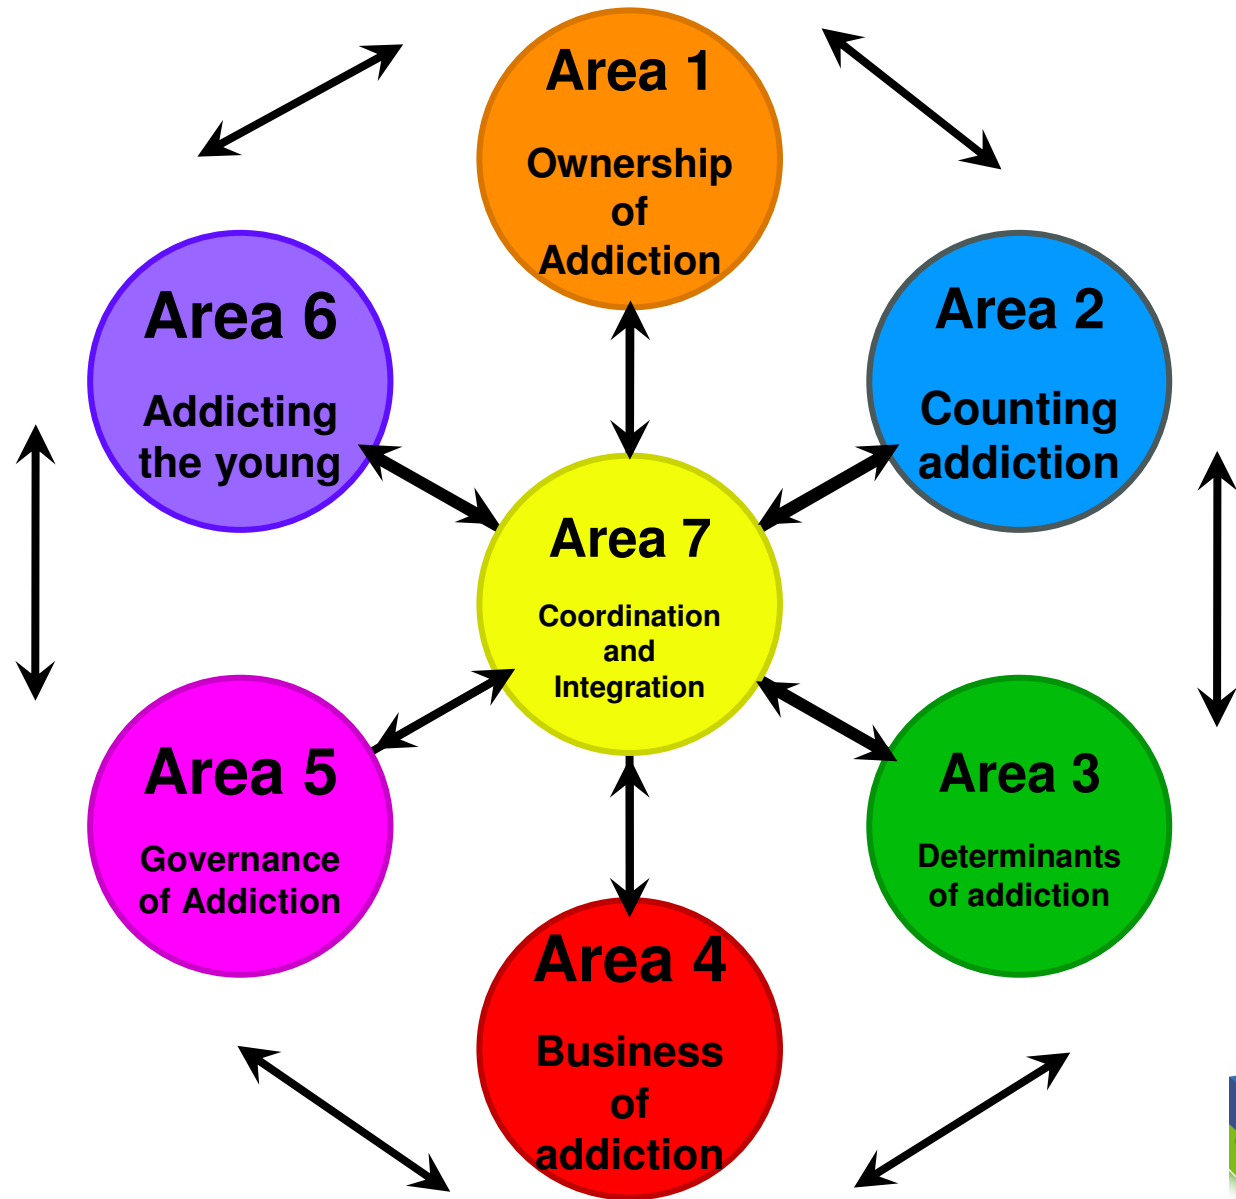 Area 1
Ownership
of
Addiction
Area 6
Addicting
the young
Area 2
Counting
addiction
Area 7
Coordination
and
Integration
Area 5
Governance
of Addiction
Area 3
Determinants
of addiction
Area 4
Business
of
addiction